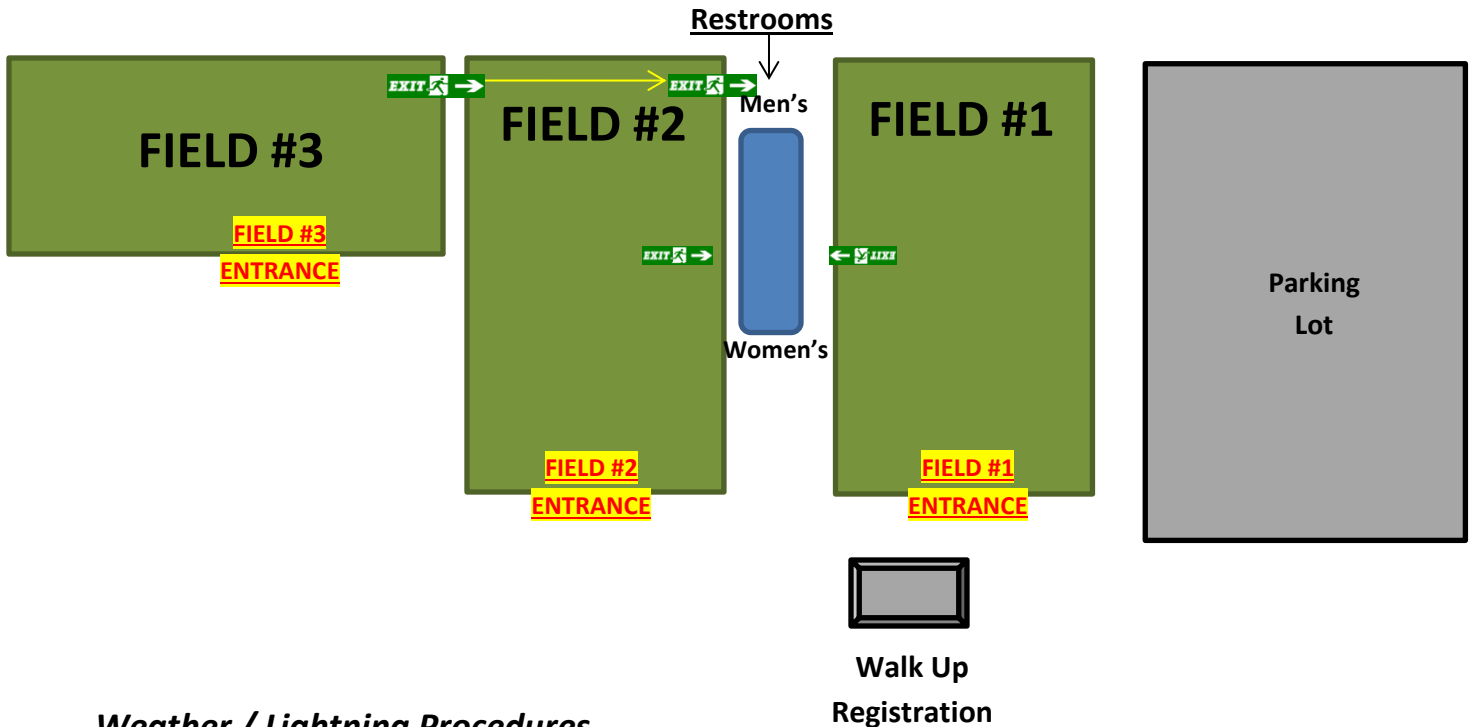 Restrooms
EXIT
EXIT
Men's
FIELD #3
FIELD #2
FIELD #1
FIELD #3
ENTRANCE
EXIT
EXIT
Parking
Lot
Women's
FIELD #2
ENTRANCE
FIELD #1
ENTRANCE
Walk Up
Registration
Weather / Lightning Procedures